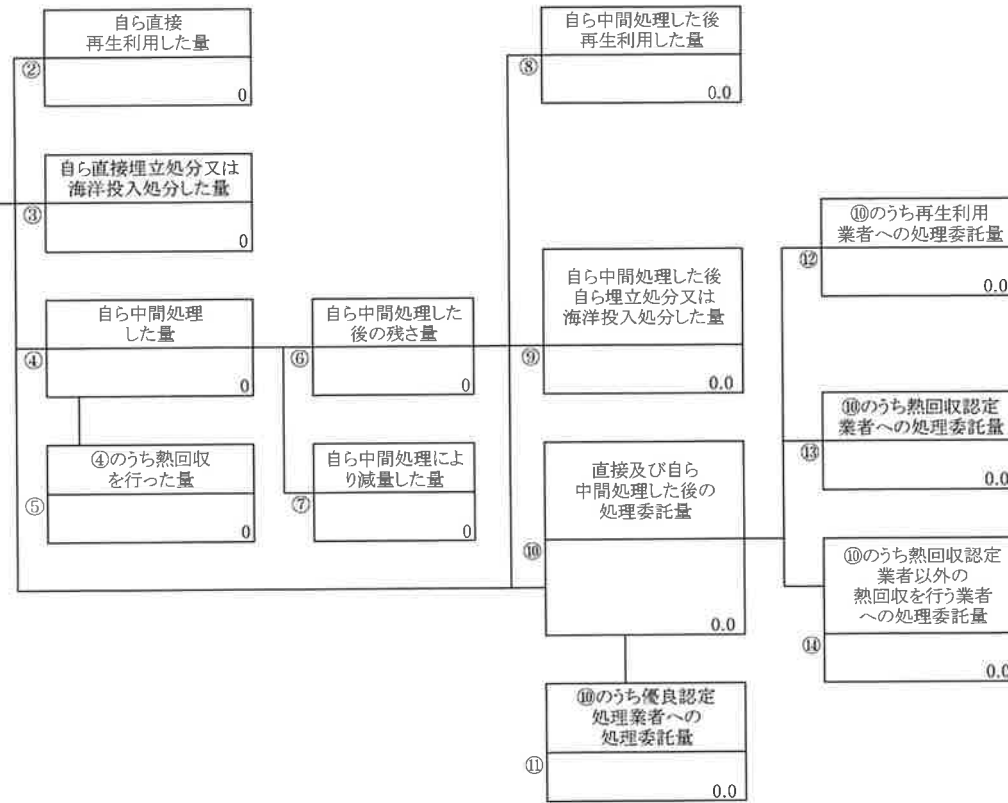 自ら直接
再生利用した量
②
0
自ら直接埋立処分又は
海洋投入処分した量
③
0
自ら中間処理
した量
④
0
④のうち熱回収
を行った量
⑤
0
自ら中間処理した
後の残さ量
⑥
0
自ら中間処理によ
り減量した量
⑦
0
自ら中間処理した後
再生利用した量
⑧
0.0
自ら中間処理した後
自ら埋立処分又は
海洋投入処分した量
⑨
0.0
直接及び自ら
中間処理した後の
処理委託量
⑩
0.0
⑩のうち優良認定
処理業者への
処理委託量
⑪
0.0
⑩のうち再生利用
業者への処理委託量
⑫
0.0
⑩のうち熱回収認定
業者への処理委託量
⑬
0.0
⑩のうち熱回収認定
業者以外の
熱回収を行う業者
への処理委託量
⑭
0.0